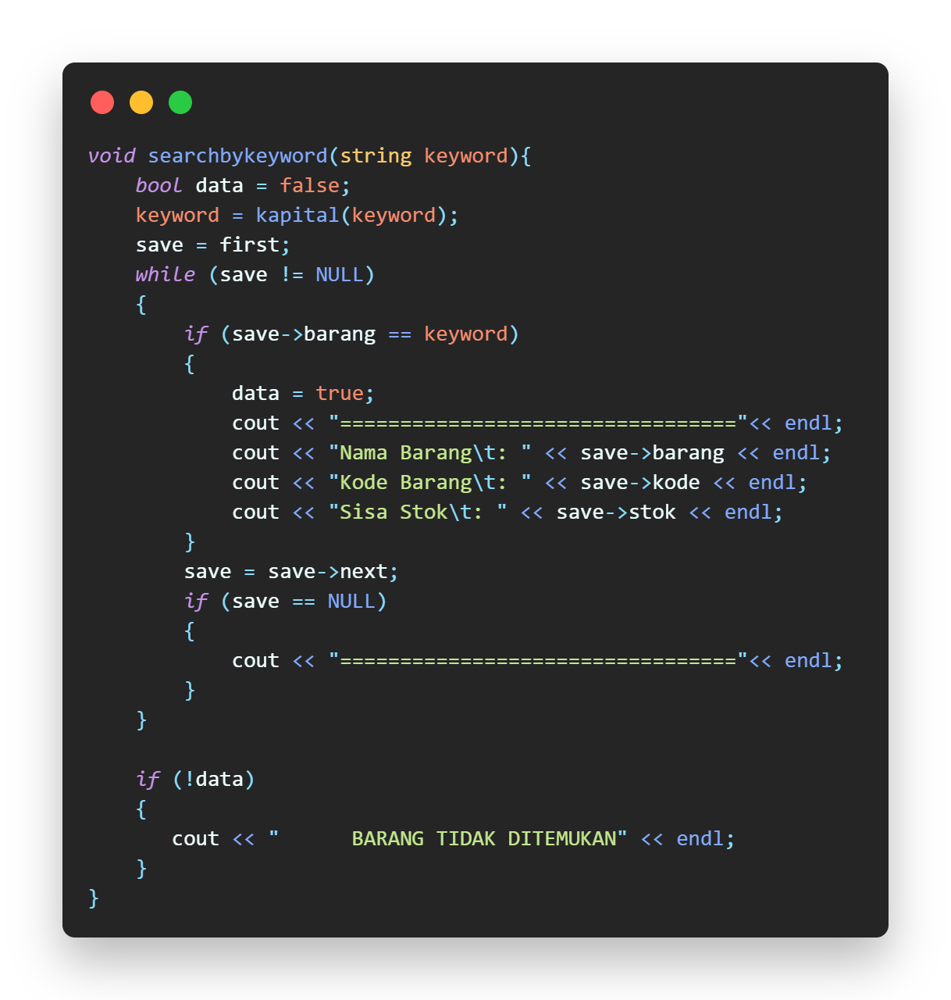 void searchbykeyword(string keyword){
    bool data = false;
    keyword = kapital(keyword);
    save = first;
    while (save != NULL)
    {
        if (save->barang == keyword)
        {
            data = true;
            cout << "================================="<< endl;
            cout << "Nama Barang\t: " << save->barang << endl;
            cout << "Kode Barang\t: " << save->kode << endl;
            cout << "Sisa Stok\t: " << save->stok << endl;
        }
        save = save->next;
        if (save == NULL)
        {
            cout << "================================="<< endl;
        }
    }

    if (!data)
    {
       cout << "      BARANG TIDAK DITEMUKAN" << endl;
    }
}